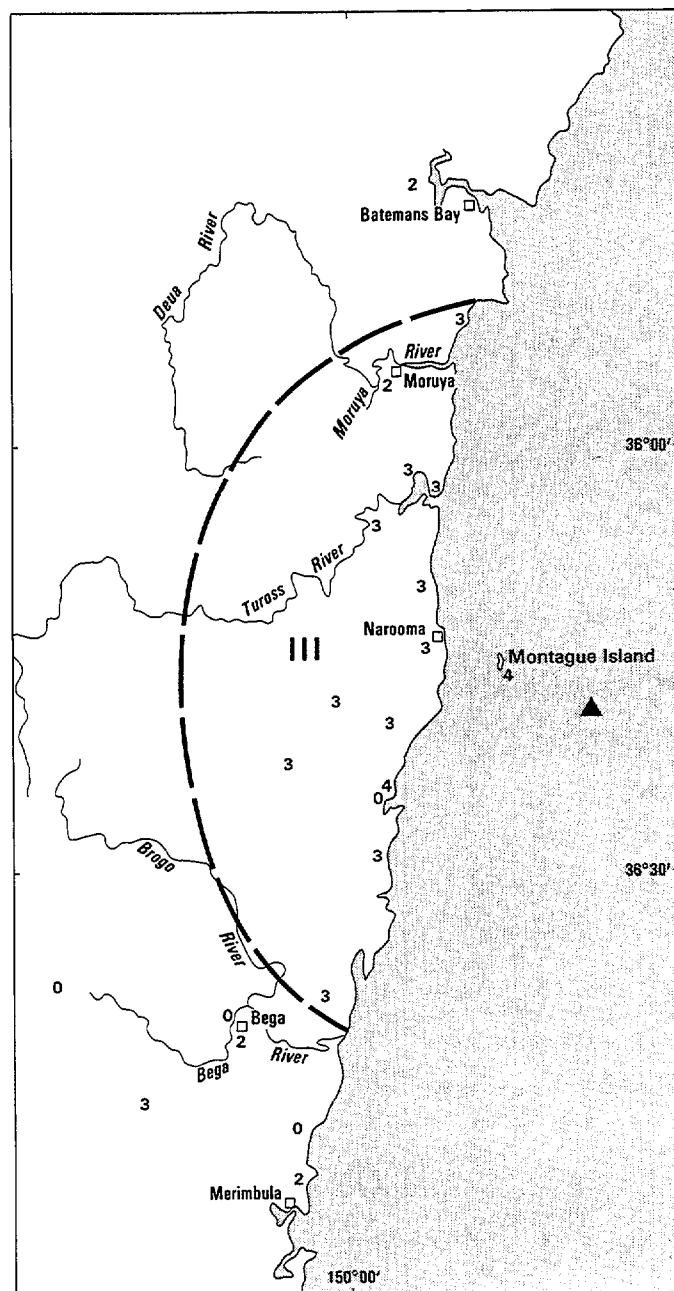 2
Batemans Bay
Deua River
3
River
2 Moruya
Moruya
36°00'
3
3
3
Tuross River
3
Narooma
3
III
Montague Island
4
3
3
3
4
0
3
Brogo
36°30'
River
0
3
0 Bega
2
River
Bega
3
0
2
Merimbula
150°00'